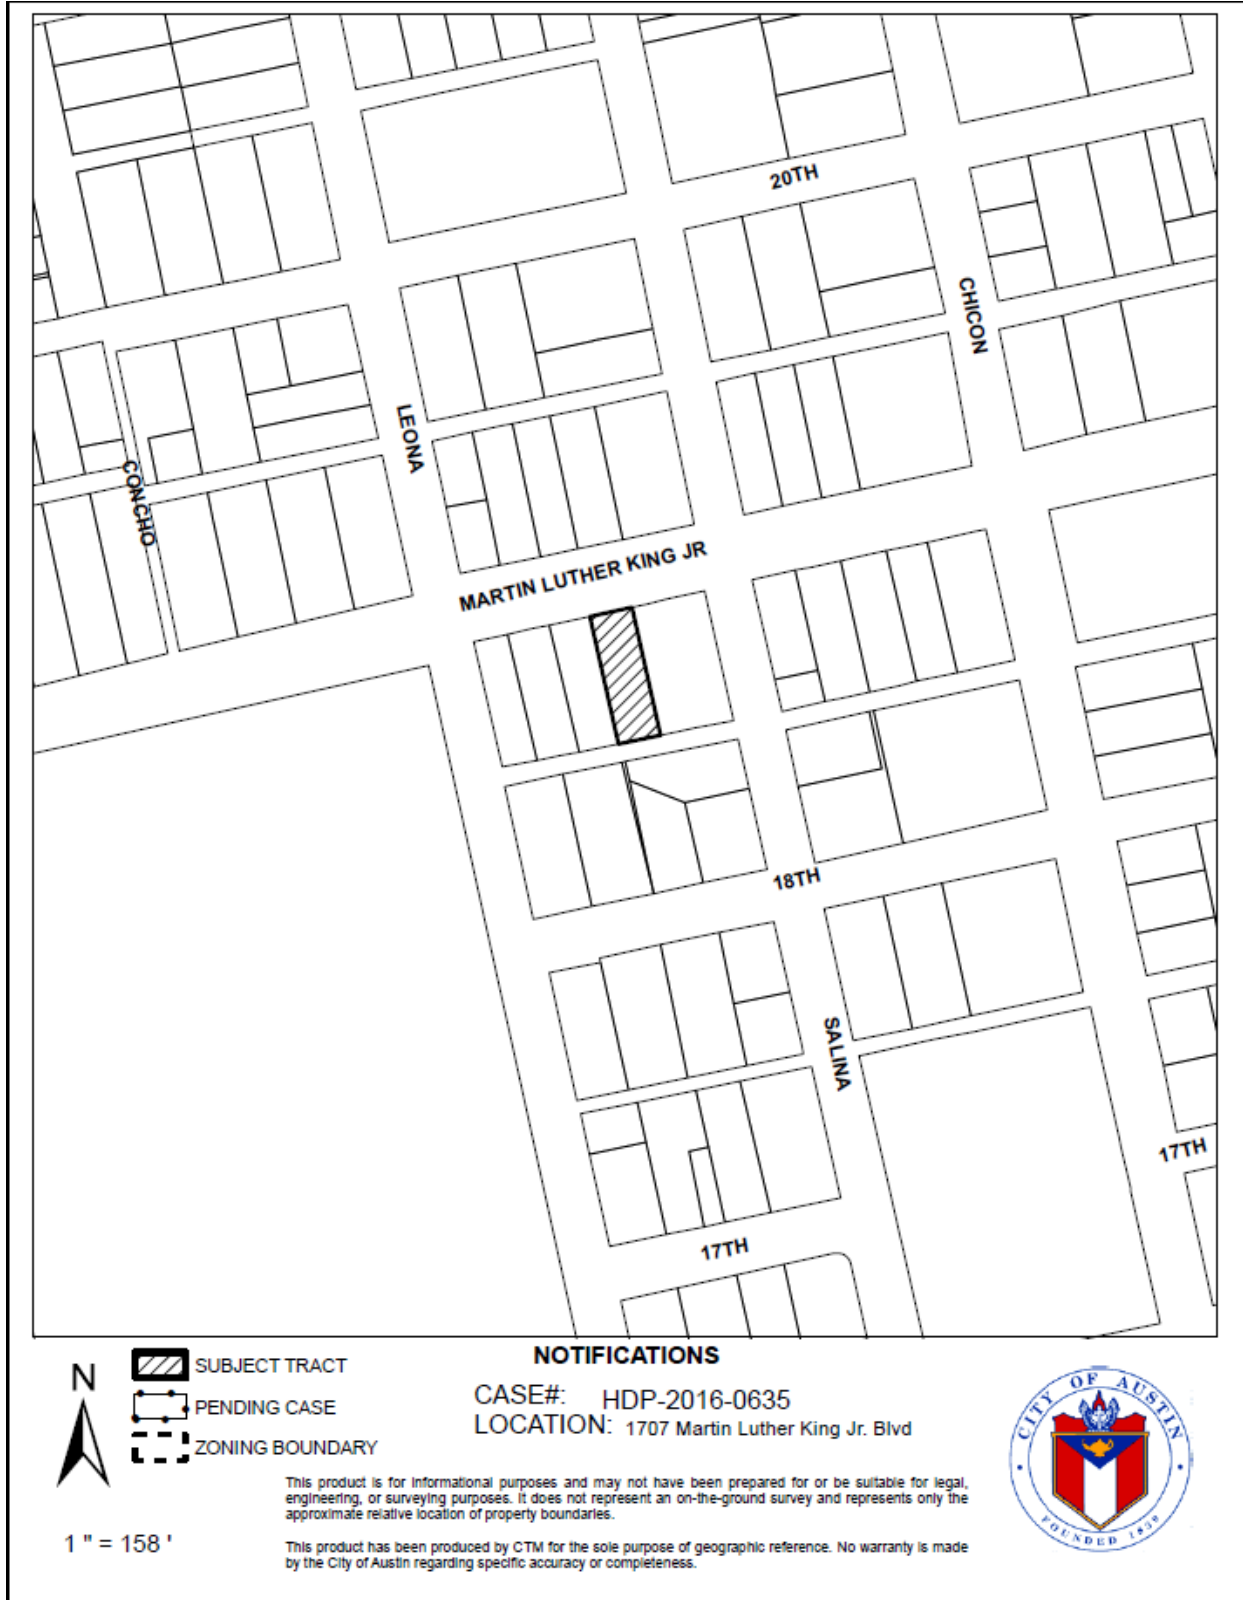 20TH
CHICON
LEONA
CONCHO
MARTIN LUTHER KING JR
18TH
SALINA
17TH
17TH
N
SUBJECT TRACT
PENDING CASE
ZONING BOUNDARY
1 " = 158 '
NOTIFICATIONS
CASE#: HDP-2016-0635
LOCATION: 1707 Martin Luther King Jr. Blvd
This product is for informational purposes and may not have been prepared for or be suitable for legal,
engineering, or surveying purposes. It does not represent an on-the-ground survey and represents only the
approximate relative location of property boundaries.
This product has been produced by CTM for the sole purpose of geographic reference. No warranty is made
by the City of Austin regarding specific accuracy or completeness.
CITY OF AUSTIN
FOUNDED 1839